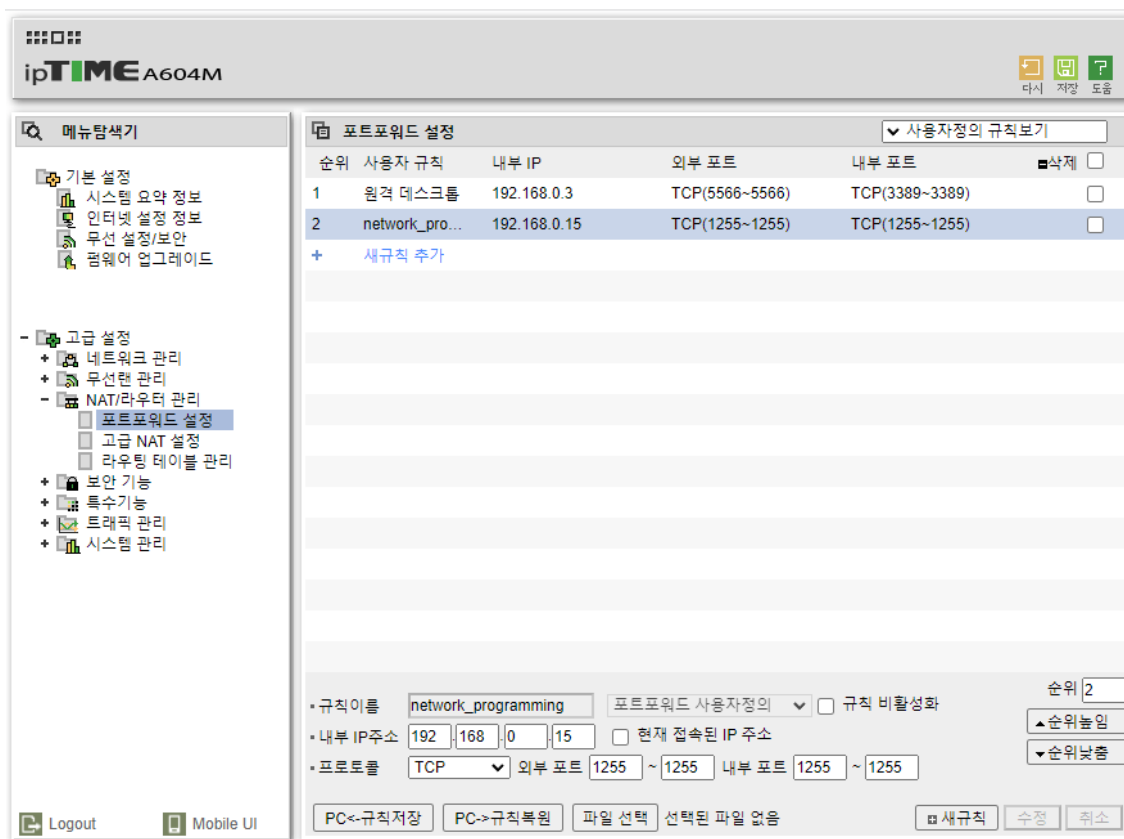 ipTIME A604M
다시 저장 도움
메뉴탐색기
기본 설정
시스템 요약 정보
인터넷 설정 정보
무선 설정/보안
펌웨어 업그레이드
고급 설정
네트워크 관리
무선랜 관리
NAT/라우터 관리
포트포워드 설정
고급 NAT 설정
라우팅 테이블 관리
보안 기능
특수기능
트래픽 관리
시스템 관리
Logout Mobile UI
포트포워드 설정 사용자정의 규칙보기
순위 사용자 규칙 내부 IP 외부 포트 내부 포트 삭제
1 원격 데스크톱 192.168.0.3 TCP(5566~5566) TCP(3389~3389)
2 network_pro... 192.168.0.15 TCP(1255~1255) TCP(1255~1255)
+ 새규칙 추가
순위 2
규칙이름 network_programming 포트포워드 사용자정의 규칙 비활성화
▲순위높임
내부 IP주소 192 .168 .0 .15 현재 접속된 IP 주소
▼순위낮춤
프로토콜 TCP 외부 포트 1255 ~ 1255 내부 포트 1255 ~ 1255
PC<-규칙저장 PC->규칙복원 파일 선택 선택된 파일 없음 새규칙 수정 취소